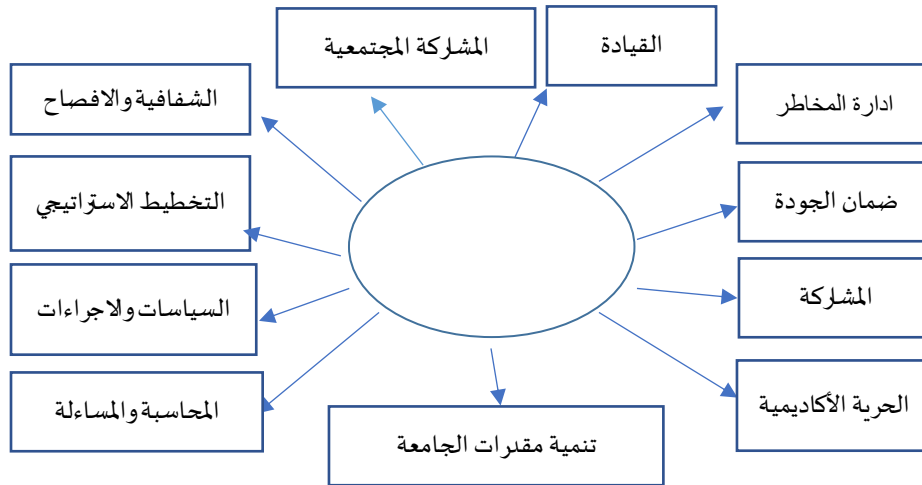 القيادة
المشاركة المجتمعية
ادارة المخاطر
الشفافية والافصاح
ضمان الجودة
التخطيط الاستراتيجي
المشاركة
السياسات والاجراءات
الحرية الأكاديمية
المحاسبة والمساءلة
تنمية مقدرات الجامعة